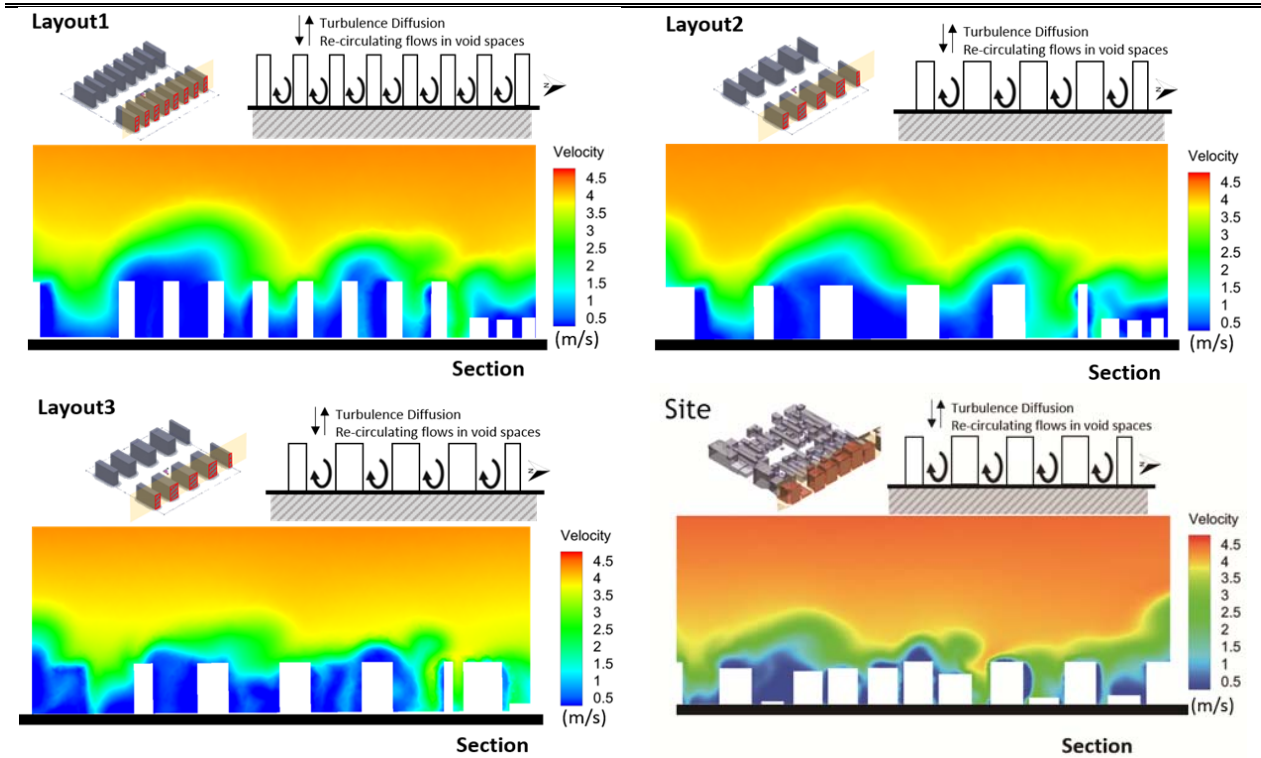 Layout1
Turbulence Diffusion
Re-circulating flows in void spaces
N
Velocity
4.5
4
3.5
3
2.5
2
1.5
1
0.5
(m/s)
Section
Layout2
Turbulence Diffusion
Re-circulating flows in void spaces
N
Velocity
4.5
4
3.5
3
2.5
2
1.5
1
0.5
(m/s)
Section
Layout3
Turbulence Diffusion
Re-circulating flows in void spaces
N
Velocity
4.5
4
3.5
3
2.5
2
1.5
1
0.5
(m/s)
Section
Site
Turbulence Diffusion
Re-circulating flows in void spaces
N
Velocity
4.5
4
3.5
3
2.5
2
1.5
1
0.5
(m/s)
Section